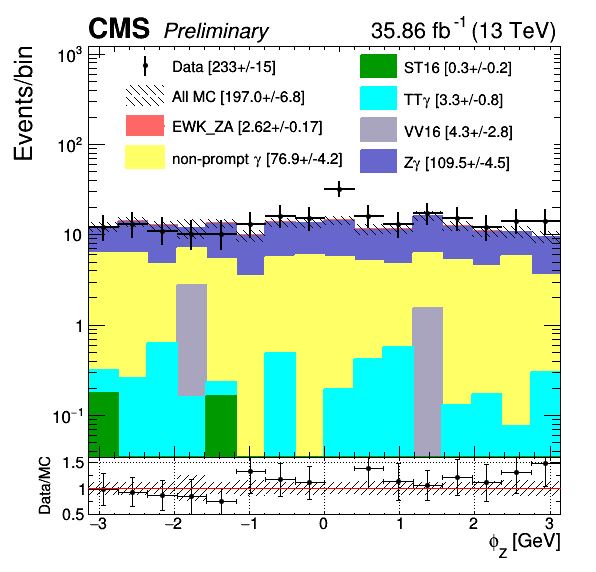 CMS Preliminary 35.86 fb⁻¹ (13 TeV)
Events/bin
10³
10²
10
1
10⁻¹
Data [233+/-15]
All MC [197.0+/-6.8]
EWK_ZA [2.62+/-0.17]
non-prompt γ [76.9+/-4.2]
ST16 [0.3+/-0.2]
TTγ [3.3+/-0.8]
VV16 [4.3+/-2.8]
Zγ [109.5+/-4.5]
Data/MC
1.5
1
0.5
−3 −2 −1 0 1 2 3
ϕ_Z [GeV]